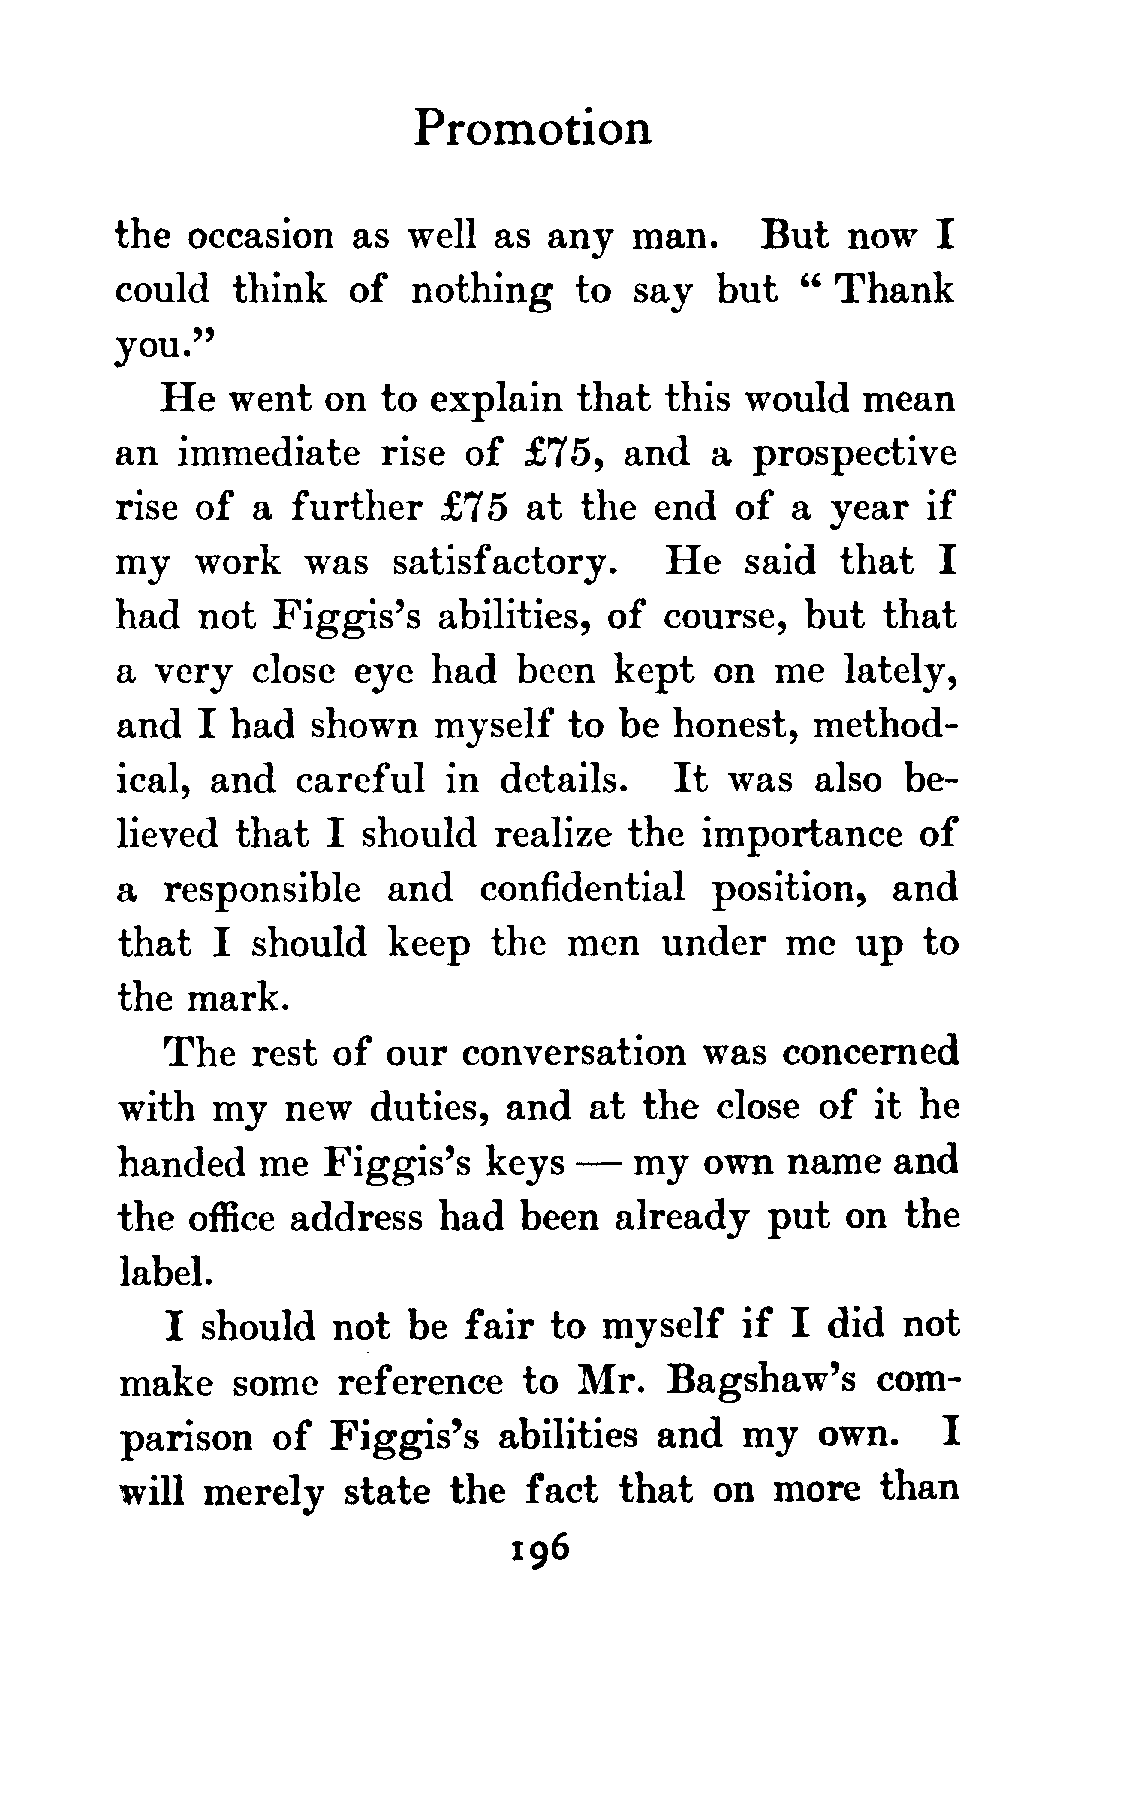 Promotion
the occasion as well as any man. But now I
could think of nothing to say but “ Thank
you.”
He went on to explain that this would mean
an immediate rise of £75, and a prospective
rise of a further £75 at the end of a year if
my work was satisfactory. He said that I
had not Figgis’s abilities, of course, but that
a very close eye had been kept on me lately,
and I had shown myself to be honest, method-
ical, and careful in details. It was also be-
lieved that I should realize the importance of
a responsible and confidential position, and
that I should keep the men under me up to
the mark.
The rest of our conversation was concerned
with my new duties, and at the close of it he
handed me Figgis’s keys — my own name and
the office address had been already put on the
label.
I should not be fair to myself if I did not
make some reference to Mr. Bagshaw’s com-
parison of Figgis’s abilities and my own. I
will merely state the fact that on more than
196